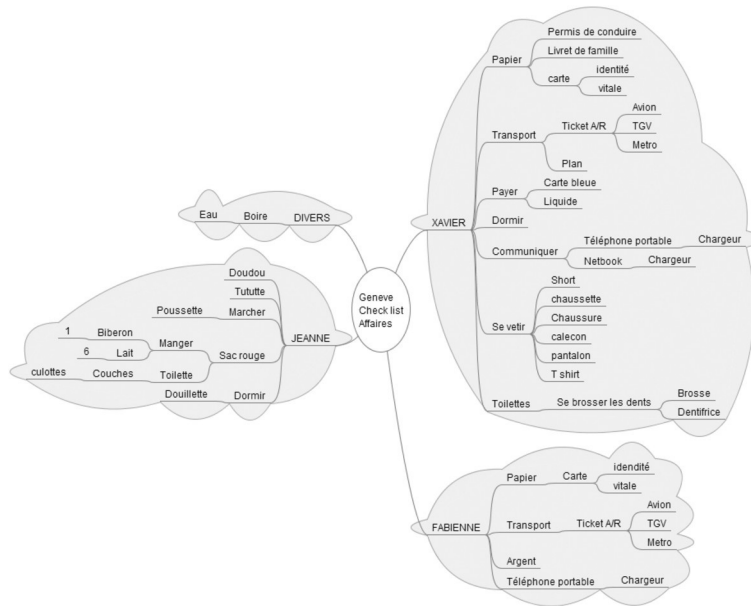 Geneve
Check list
Affaires
XAVIER
Papier
Permis de conduire
Livret de famille
carte
identité
vitale
Transport
Ticket A/R
Avion
TGV
Metro
Plan
Payer
Carte bleue
Liquide
Dormir
Communiquer
Téléphone portable
Chargeur
Netbook
Chargeur
Se vetir
Short
chaussette
Chaussure
calecon
pantalon
T shirt
Toilettes
Se brosser les dents
Brosse
Dentifrice
FABIENNE
Papier
Carte
idendité
vitale
Transport
Ticket A/R
Avion
TGV
Metro
Argent
Téléphone portable
Chargeur
DIVERS
Boire
Eau
JEANNE
Doudou
Tututte
Marcher
Poussette
Sac rouge
Manger
Biberon
1
Lait
6
Toilette
Couches
culottes
Dormir
Douillette